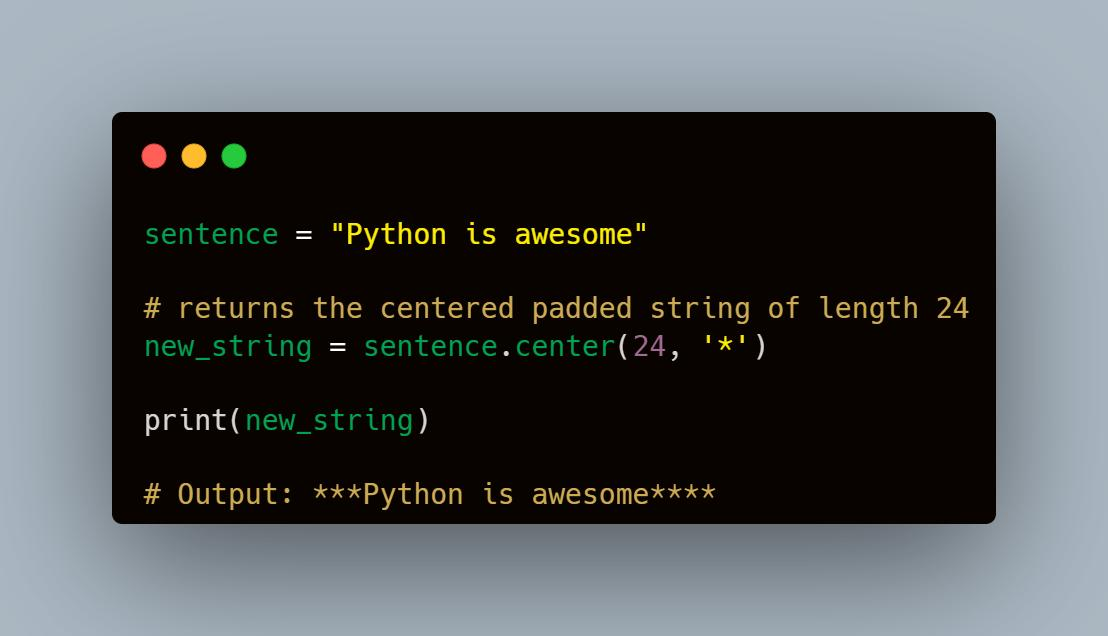 sentence = "Python is awesome"
# returns the centered padded string of length 24
new_string = sentence.center(24, '*')
print(new_string)
# Output: ***Python is awesome****